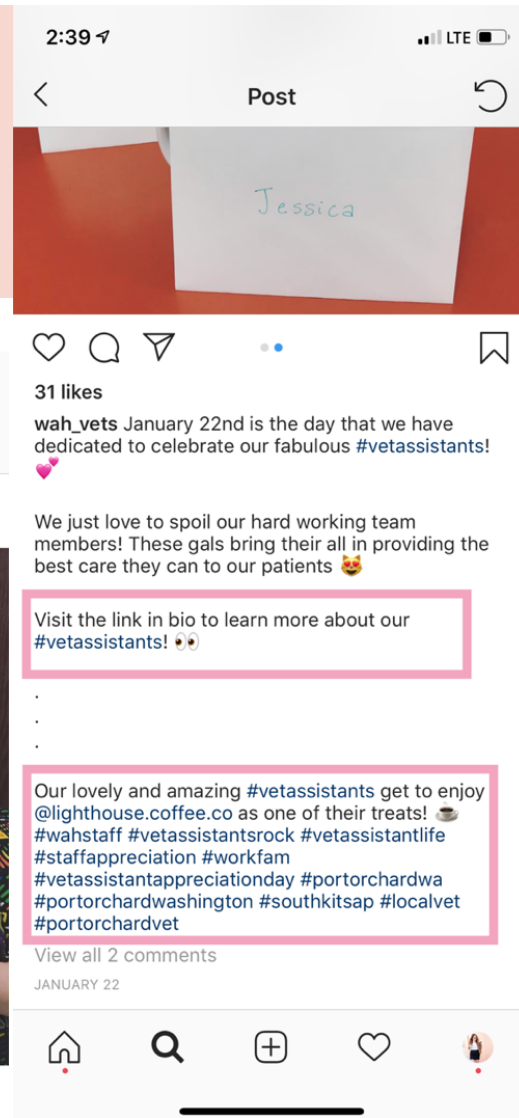 2:39
LTE
Post
Jessica
31 likes
wah_vets January 22nd is the day that we have
dedicated to celebrate our fabulous #vetassistants!
💕
We just love to spoil our hard working team
members! These gals bring their all in providing the
best care they can to our patients 😻
Visit the link in bio to learn more about our
#vetassistants! 👀
.
.
.
Our lovely and amazing #vetassistants get to enjoy
@lighthouse.coffee.co as one of their treats! ☕
#wahstaff #vetassistantsrock #vetassistantlife
#staffappreciation #workfam
#vetassistantappreciationday #portorchardwa
#portorchardwashington #southkitsap #localvet
#portorchardvet
View all 2 comments
JANUARY 22